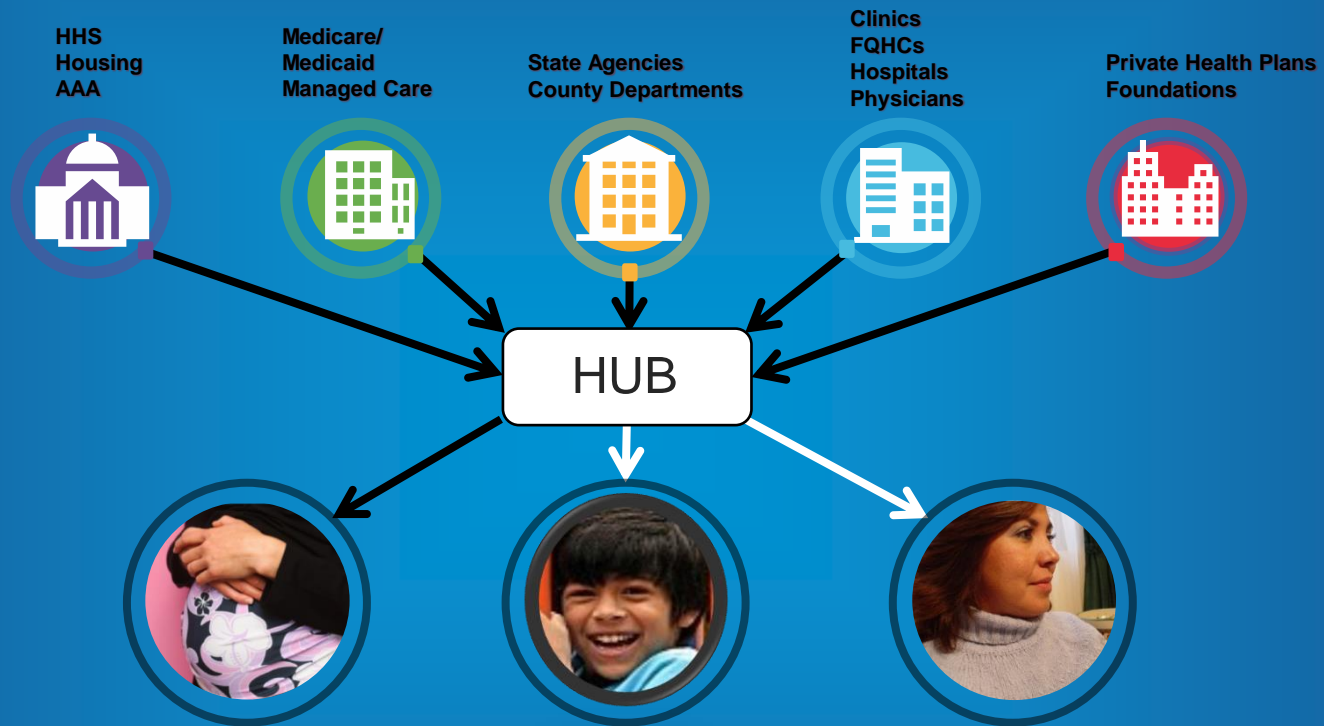 HHS
Housing
AAA
Medicare/
Medicaid
Managed Care
State Agencies
County Departments
Clinics
FQHCs
Hospitals
Physicians
Private Health Plans
Foundations
HUB